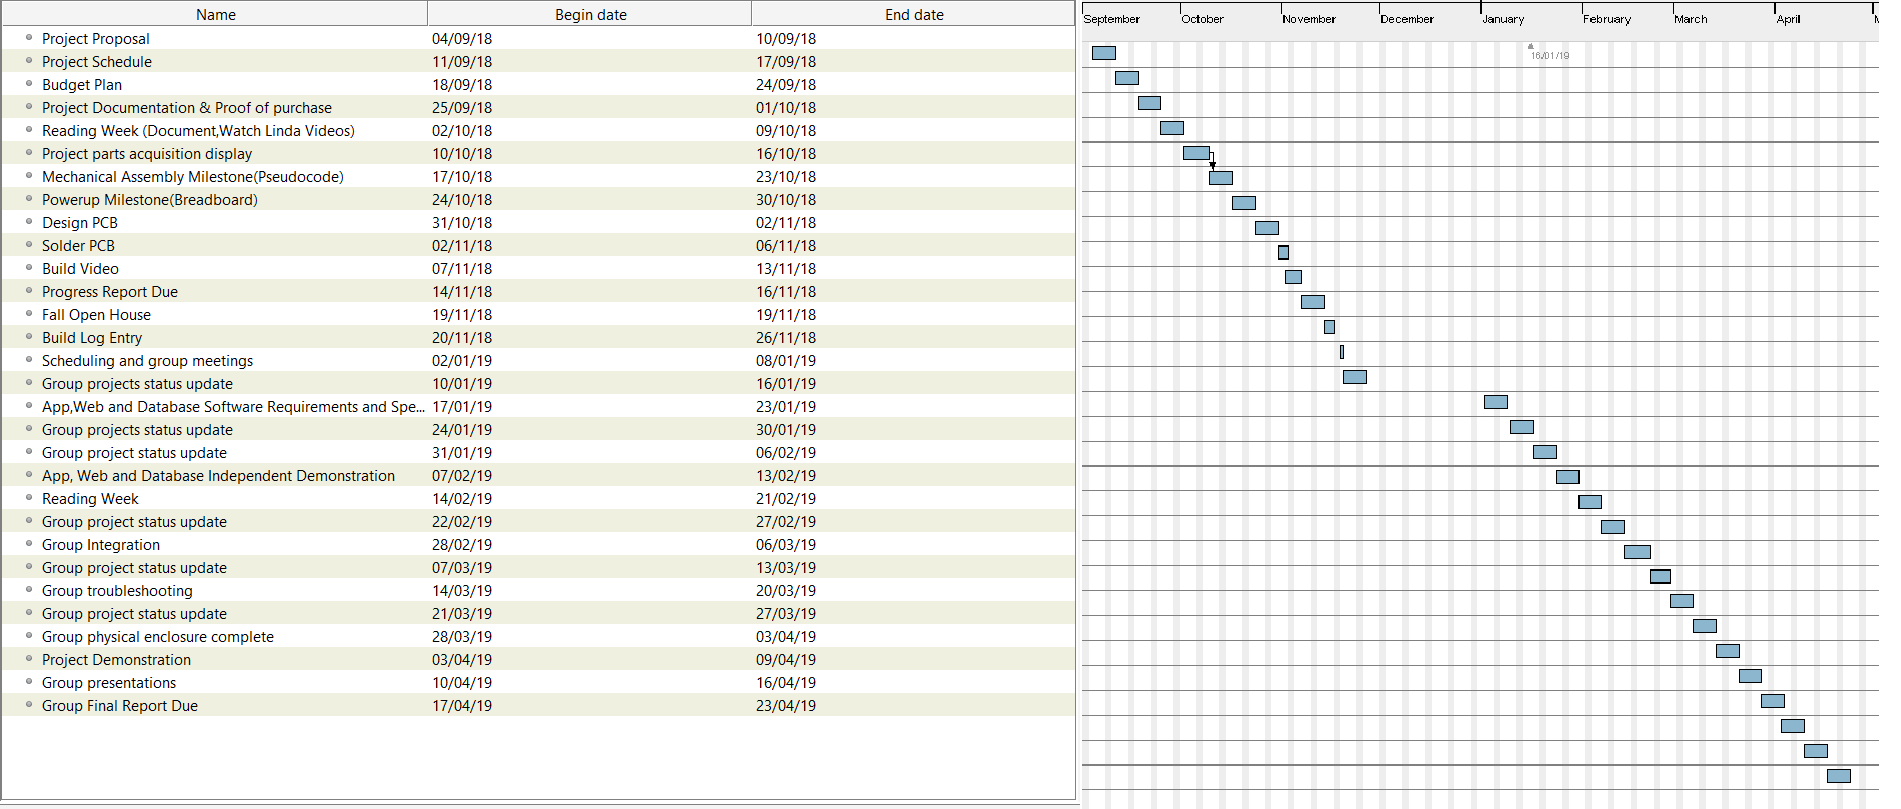 Name Begin date End date
Project Proposal 04/09/18 10/09/18
Project Schedule 11/09/18 17/09/18
Budget Plan 18/09/18 24/09/18
Project Documentation & Proof of purchase 25/09/18 01/10/18
Reading Week (Document,Watch Linda Videos) 02/10/18 09/10/18
Project parts acquisition display 10/10/18 16/10/18
Mechanical Assembly Milestone(Pseudocode) 17/10/18 23/10/18
Powerup Milestone(Breadboard) 24/10/18 30/10/18
Design PCB 31/10/18 02/11/18
Solder PCB 02/11/18 06/11/18
Build Video 07/11/18 13/11/18
Progress Report Due 14/11/18 16/11/18
Fall Open House 19/11/18 19/11/18
Build Log Entry 20/11/18 26/11/18
Scheduling and group meetings 02/01/19 08/01/19
Group projects status update 10/01/19 16/01/19
App,Web and Database Software Requirements and Spe... 17/01/19 23/01/19
Group projects status update 24/01/19 30/01/19
Group project status update 31/01/19 06/02/19
App, Web and Database Independent Demonstration 07/02/19 13/02/19
Reading Week 14/02/19 21/02/19
Group project status update 22/02/19 27/02/19
Group Integration 28/02/19 06/03/19
Group project status update 07/03/19 13/03/19
Group troubleshooting 14/03/19 20/03/19
Group project status update 21/03/19 27/03/19
Group physical enclosure complete 28/03/19 03/04/19
Project Demonstration 03/04/19 09/04/19
Group presentations 10/04/19 16/04/19
Group Final Report Due 17/04/19 23/04/19
September October November December January February March April
16/01/19